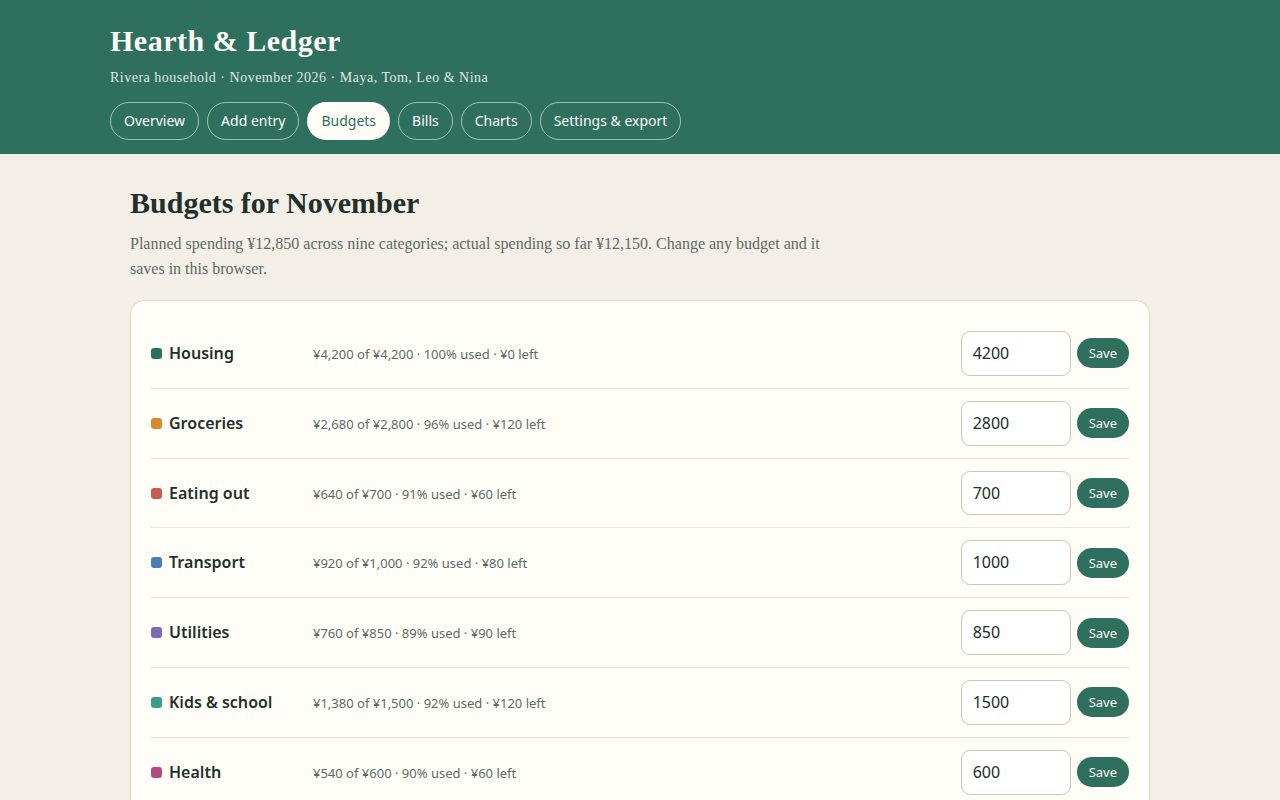 Hearth & Ledger
Rivera household · November 2026 · Maya, Tom, Leo & Nina
Overview Add entry Budgets Bills Charts Settings & export
Budgets for November
Planned spending ¥12,850 across nine categories; actual spending so far ¥12,150. Change any budget and it
saves in this browser.
Housing ¥4,200 of ¥4,200 · 100% used · ¥0 left 4200 Save
Groceries ¥2,680 of ¥2,800 · 96% used · ¥120 left 2800 Save
Eating out ¥640 of ¥700 · 91% used · ¥60 left 700 Save
Transport ¥920 of ¥1,000 · 92% used · ¥80 left 1000 Save
Utilities ¥760 of ¥850 · 89% used · ¥90 left 850 Save
Kids & school ¥1,380 of ¥1,500 · 92% used · ¥120 left 1500 Save
Health ¥540 of ¥600 · 90% used · ¥60 left 600 Save